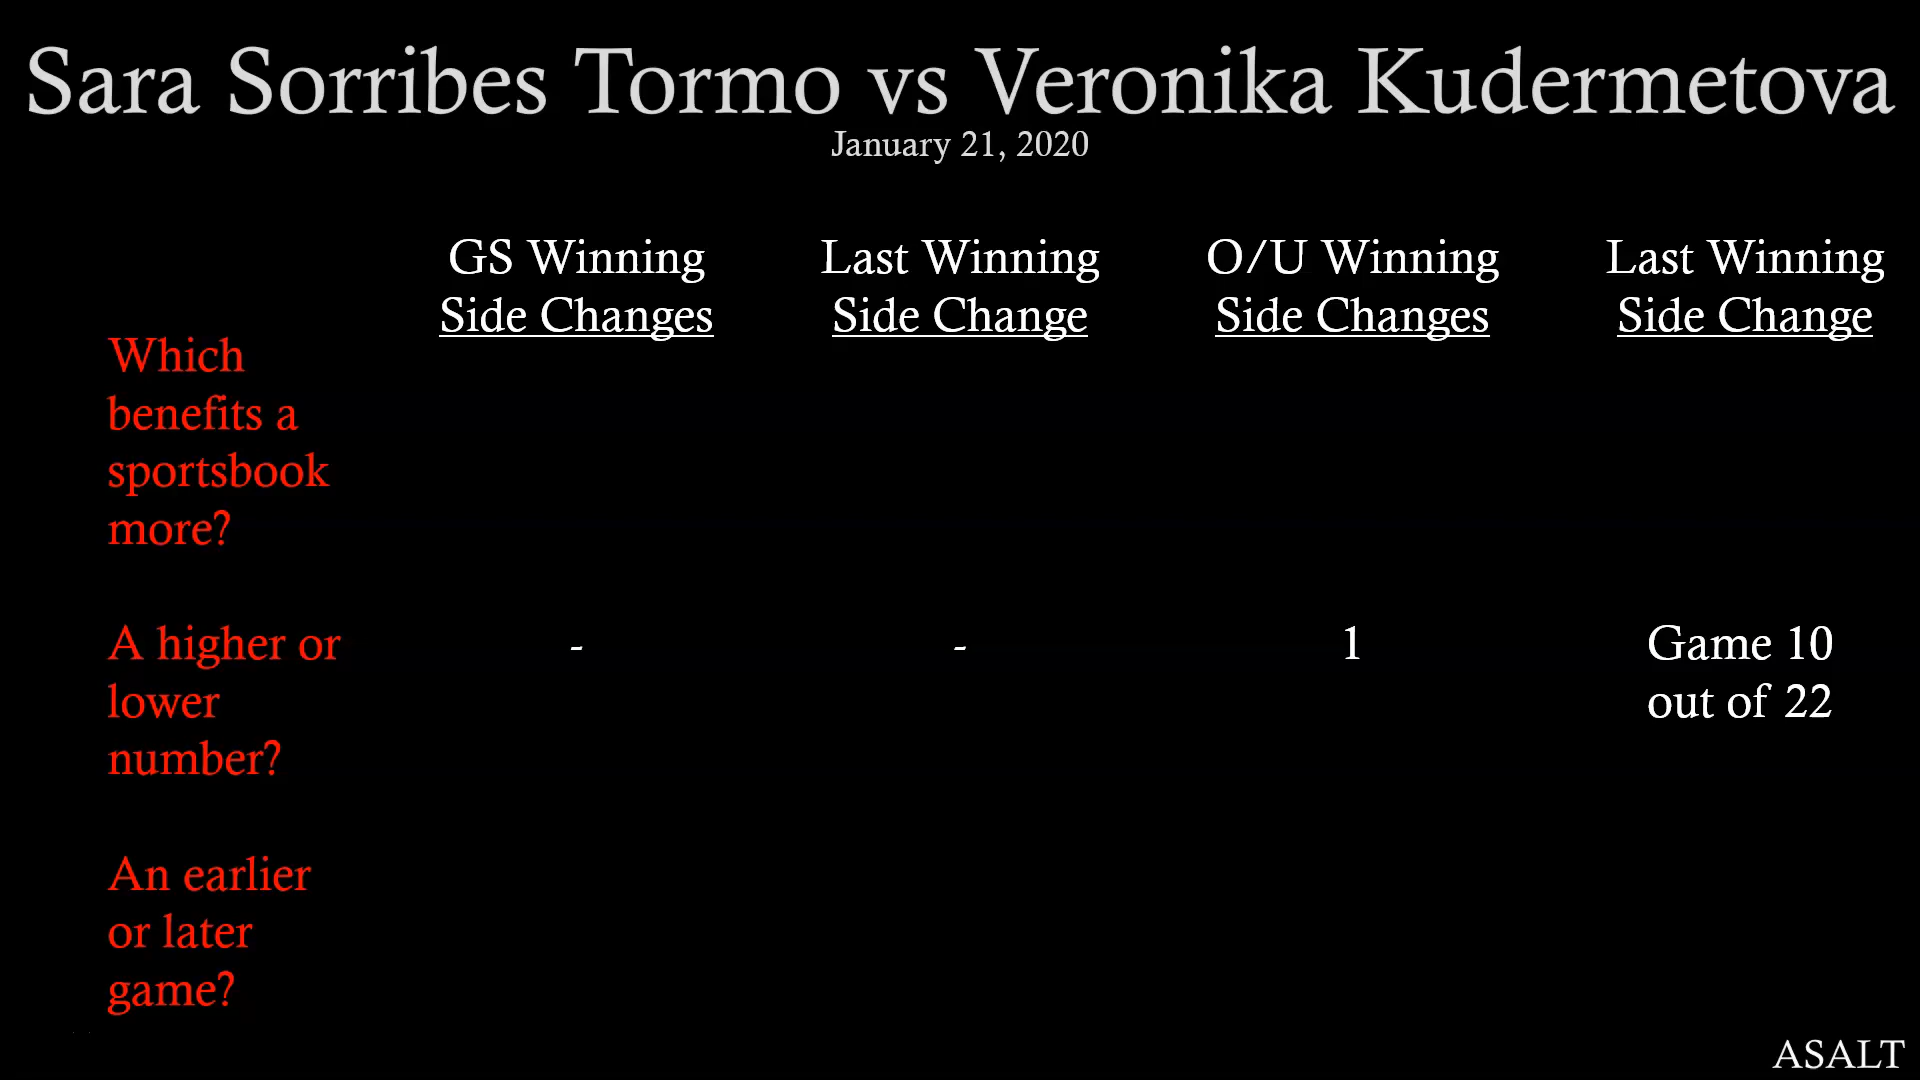 Sara Sorribes Tormo vs Veronika Kudermetova
January 21, 2020
GS Winning Side Changes
Last Winning Side Change
O/U Winning Side Changes
Last Winning Side Change
Which
benefits a
sportsbook
more?
A higher or
lower
number?
-
-
1
Game 10
out of 22
An earlier
or later
game?
ASALT